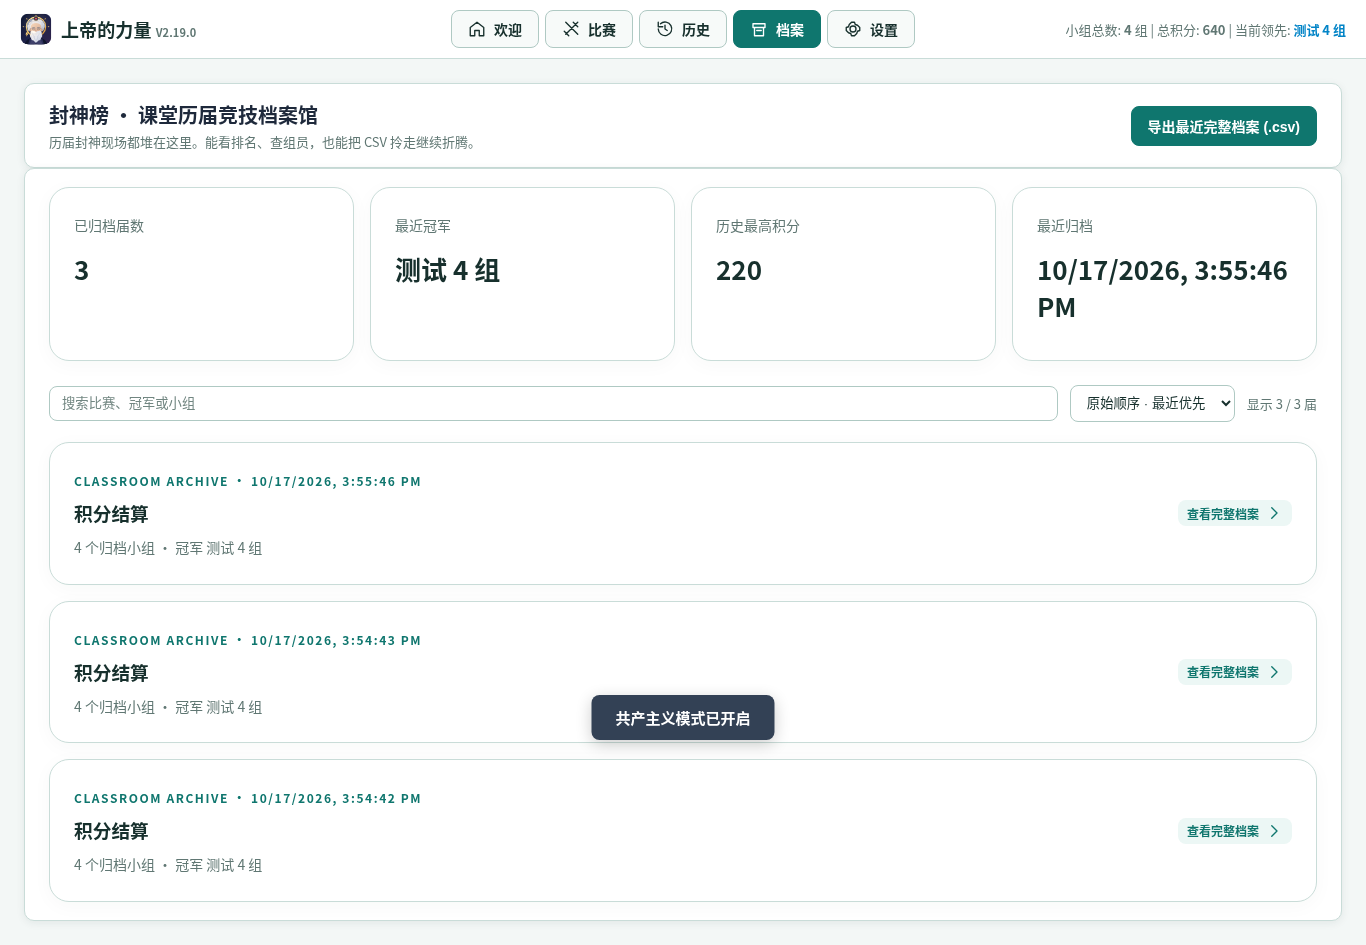 上帝的力量 V2.19.0
欢迎
比赛
历史
档案
设置
小组总数: 4 组 | 总积分: 640 | 当前领先: 测试 4 组
封神榜 · 课堂历届竞技档案馆
历届封神现场都堆在这里。能看排名、查组员，也能把 CSV 拎走继续折腾。
导出最近完整档案 (.csv)
已归档届数
3
最近冠军
测试 4 组
历史最高积分
220
最近归档
10/17/2026, 3:55:46
PM
搜索比赛、冠军或小组
原始顺序 · 最近优先
显示 3 / 3 届
CLASSROOM ARCHIVE · 10/17/2026, 3:55:46 PM
积分结算
4 个归档小组 · 冠军 测试 4 组
查看完整档案
CLASSROOM ARCHIVE · 10/17/2026, 3:54:43 PM
积分结算
4 个归档小组 · 冠军 测试 4 组
查看完整档案
共产主义模式已开启
CLASSROOM ARCHIVE · 10/17/2026, 3:54:42 PM
积分结算
4 个归档小组 · 冠军 测试 4 组
查看完整档案